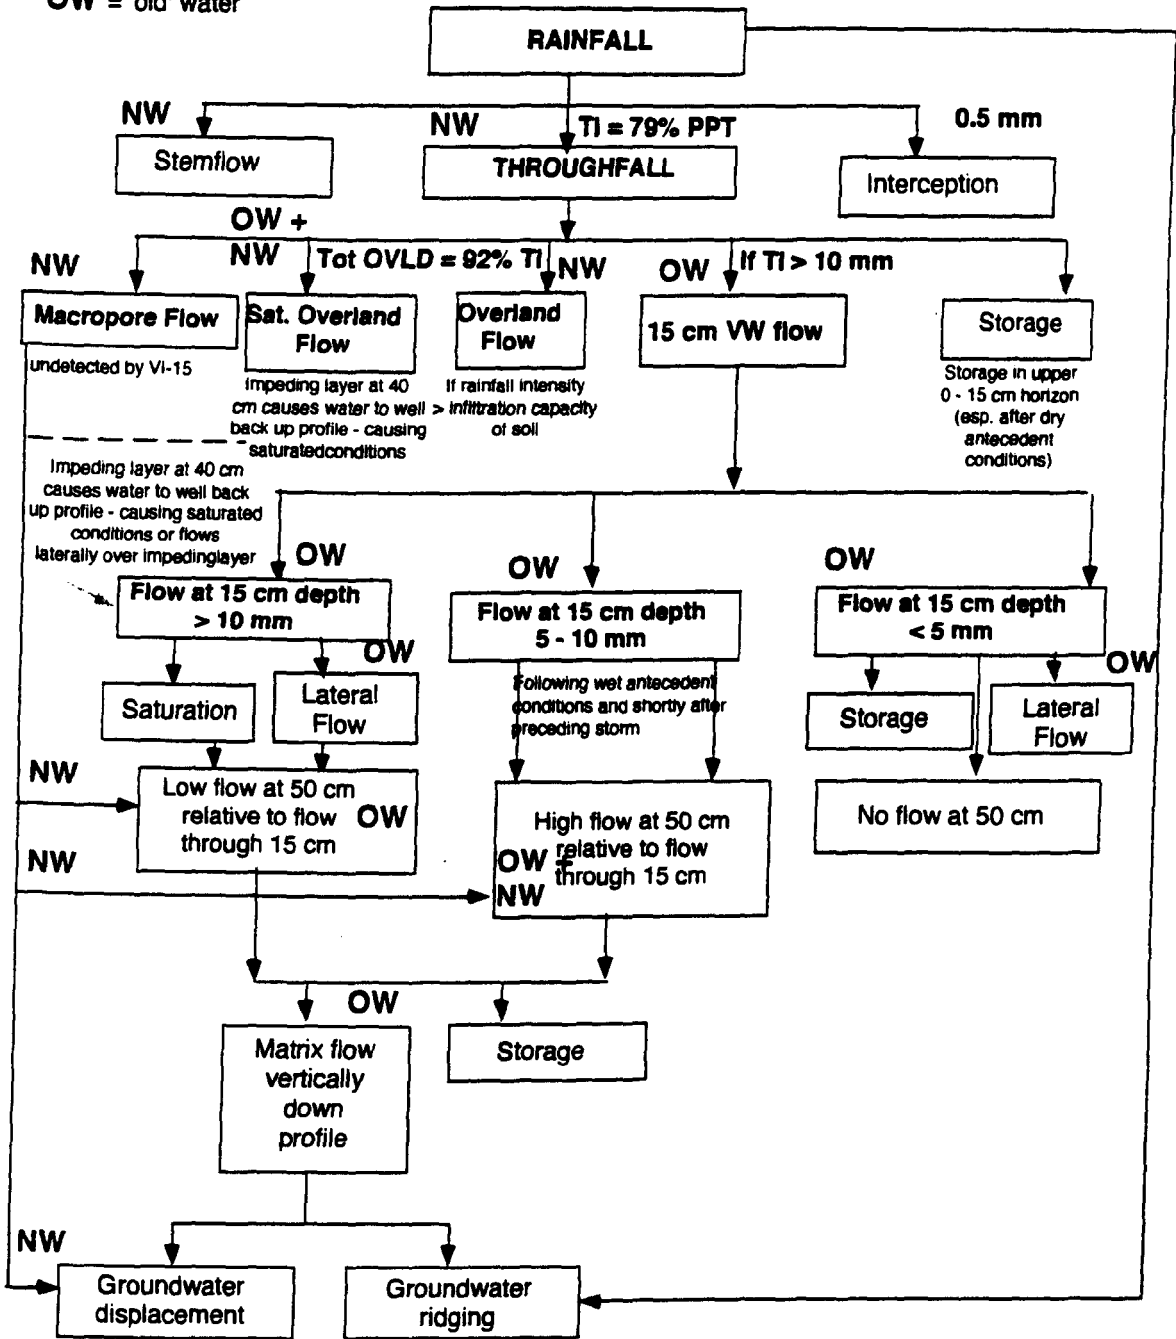 OW = 'old' water
RAINFALL
NW
NW
TI = 79% PPT
0.5 mm
Stemflow
THROUGHFALL
Interception
OW +
NW
NW
Tot OVLD = 92% TI
NW
OW
If TI > 10 mm
Macropore Flow
Sat. Overland
Flow
Overland
Flow
15 cm VW flow
Storage
undetected by VI-15
Impeding layer at 40
cm causes water to well
back up profile - causing
saturatedconditions
If rainfall intensity
> infiltration capacity
of soil
Storage in upper
0 - 15 cm horizon
(esp. after dry
antecedent
conditions)
Impeding layer at 40 cm
causes water to well back
up profile - causing saturated
conditions or flows
laterally over impedinglayer
OW
OW
OW
Flow at 15 cm depth
> 10 mm
Flow at 15 cm depth
5 - 10 mm
Flow at 15 cm depth
< 5 mm
OW
OW
Saturation
Lateral
Flow
Following wet antecedent
conditions and shortly after
preceding storm
Storage
Lateral
Flow
NW
Low flow at 50 cm
relative to flow
through 15 cm
OW
High flow at 50 cm
relative to flow
through 15 cm
OW +
NW
No flow at 50 cm
NW
OW
Matrix flow
vertically
down
profile
Storage
NW
Groundwater
displacement
Groundwater
ridging